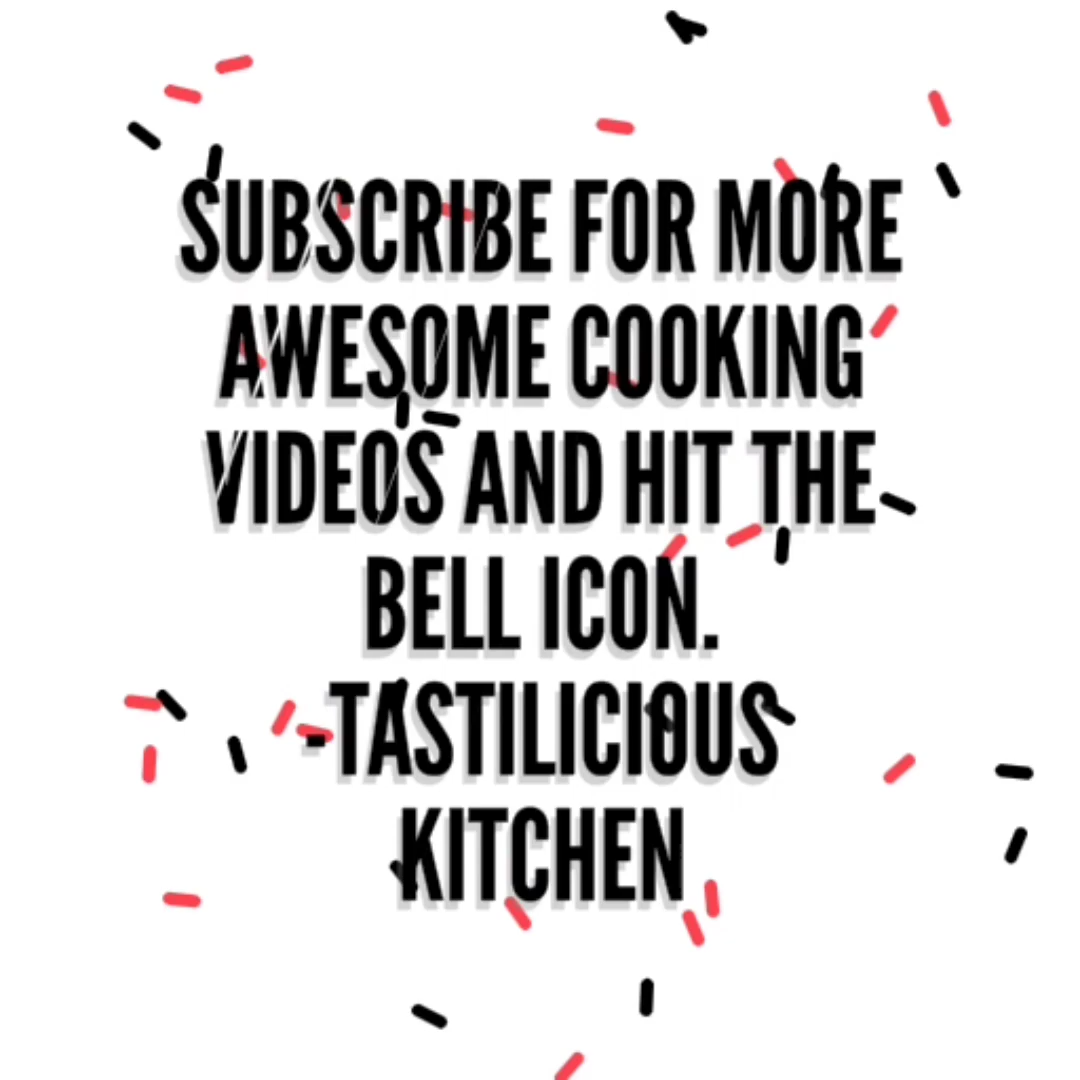 SUBSCRIBE FOR MORE
AWESOME COOKING
VIDEOS AND HIT THE
BELL ICON.
-TASTILICIOUS
KITCHEN